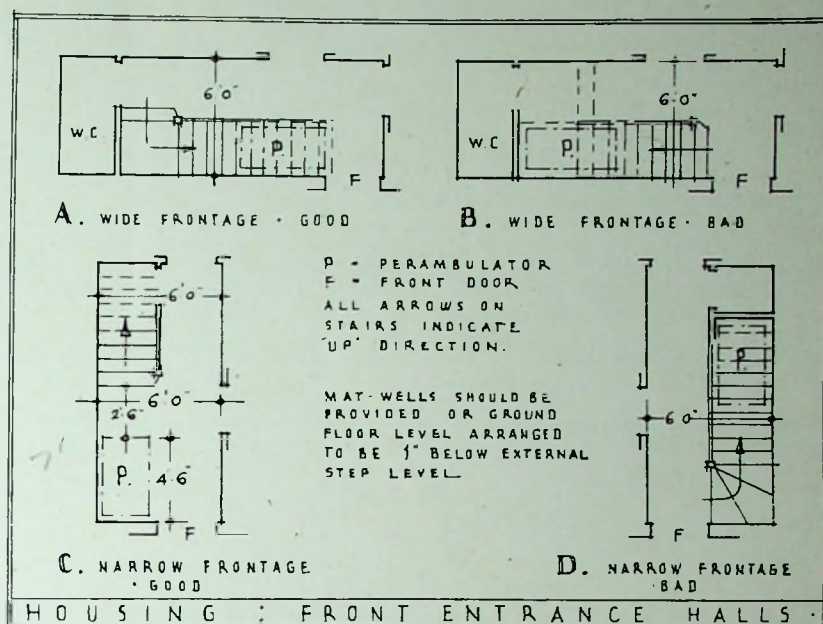 6'0"
W.C.
P.
F
A. WIDE FRONTAGE · GOOD
6'0"
W.C
P.
F
B. WIDE FRONTAGE · BAD
6'0"
6'0"
2'6"
P.
4'6"
F
C. NARROW FRONTAGE
· GOOD
P - PERAMBULATOR
F - FRONT DOOR
ALL ARROWS ON
STAIRS INDICATE
"UP" DIRECTION.
MAT-WELLS SHOULD BE
PROVIDED OR GROUND
FLOOR LEVEL ARRANGED
TO BE 1" BELOW EXTERNAL
STEP LEVEL
P.
6'0"
F
D. NARROW FRONTAGE
· BAD
HOUSING : FRONT ENTRANCE HALLS ·